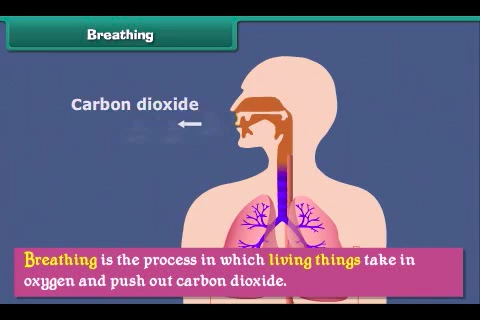 Breathing
Carbon dioxide
Breathing is the process in which living things take in
oxygen and push out carbon dioxide.